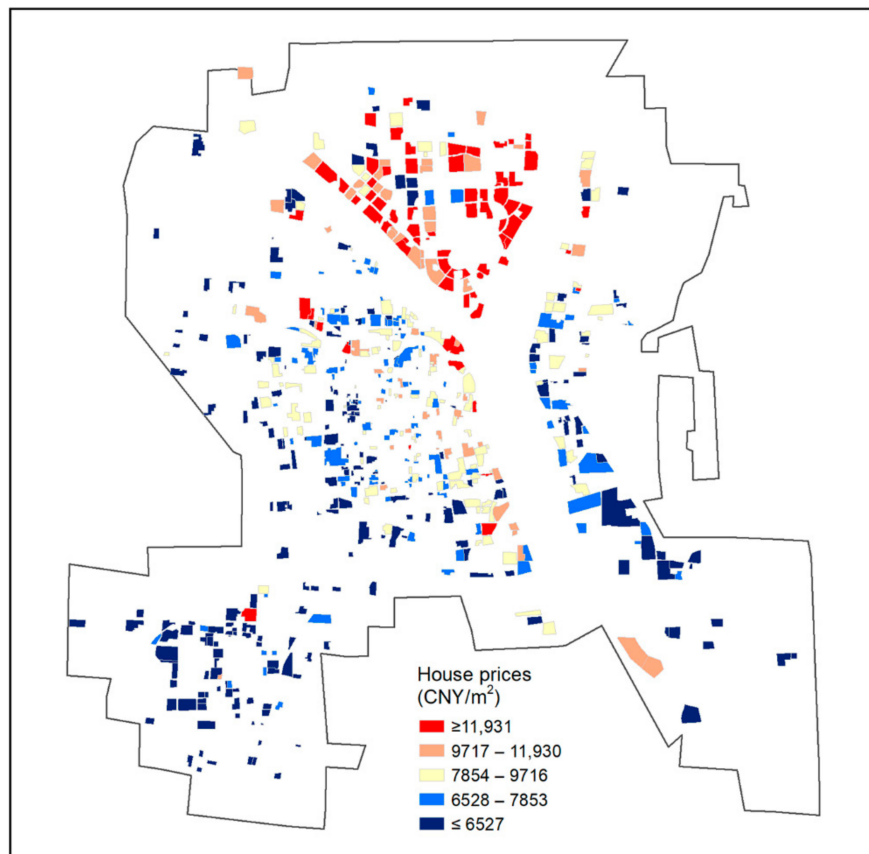 House prices
(CNY/m²)
≥11,931
9717 – 11,930
7854 – 9716
6528 – 7853
≤ 6527